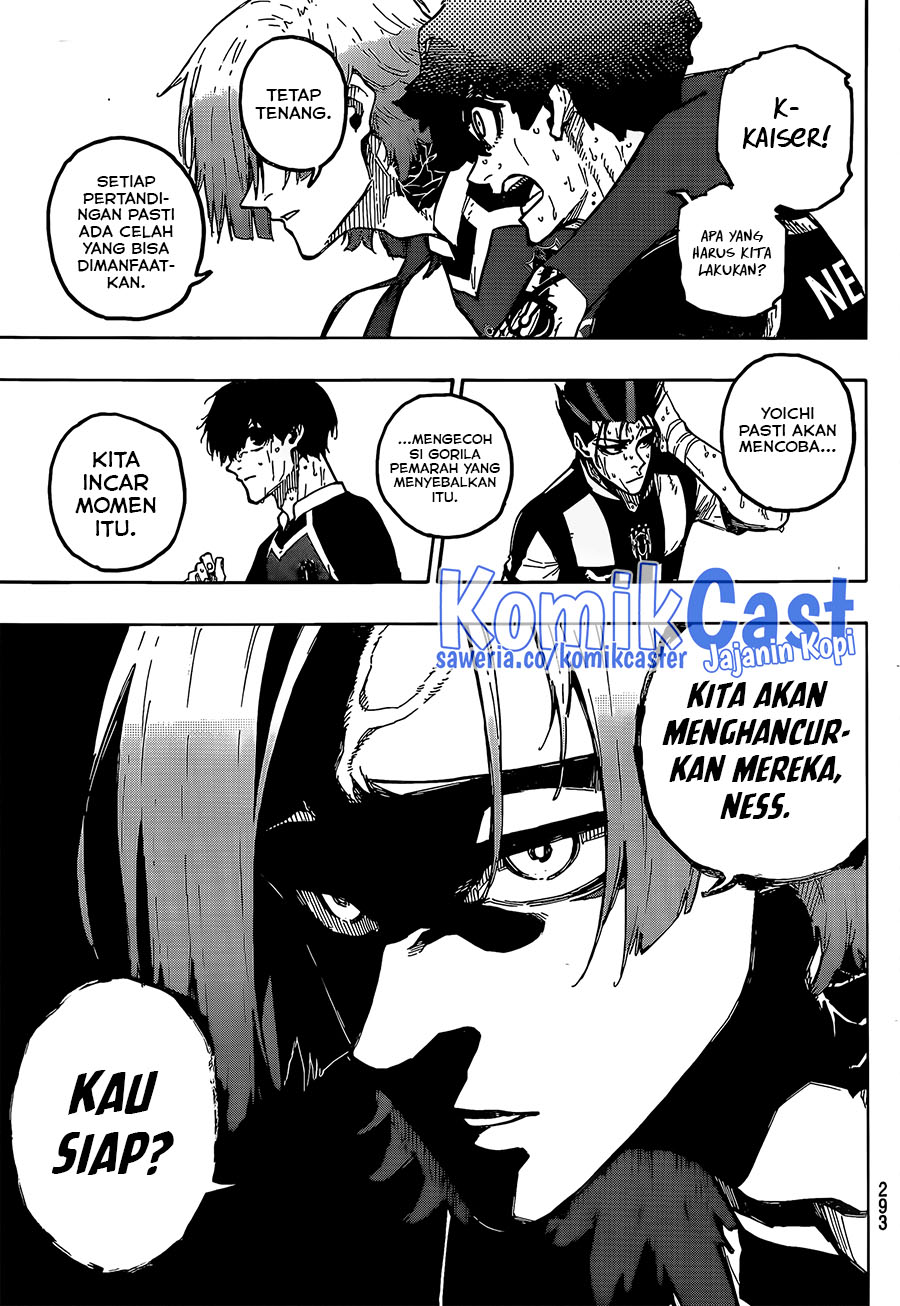 K-
KAISER!
APA YANG
HARUS KITA
LAKUKAN?
TETAP
TENANG.
SETIAP
PERTANDI-
NGAN PASTI
ADA CELAH
YANG BISA
DIMANFAAT-
KAN.
NE
YOICHI
PASTI AKAN
MENCOBA...
...MENGECOH
SI GORILA
PEMARAH YANG
MENYEBALKAN
ITU.
KITA
INCAR
MOMEN
ITU.
KomikCast
saweria.co/komikcaster Jajanin Kopi
KITA AKAN
MENGHANCUR-
KAN MEREKA,
NESS.
KAU
SIAP?
293